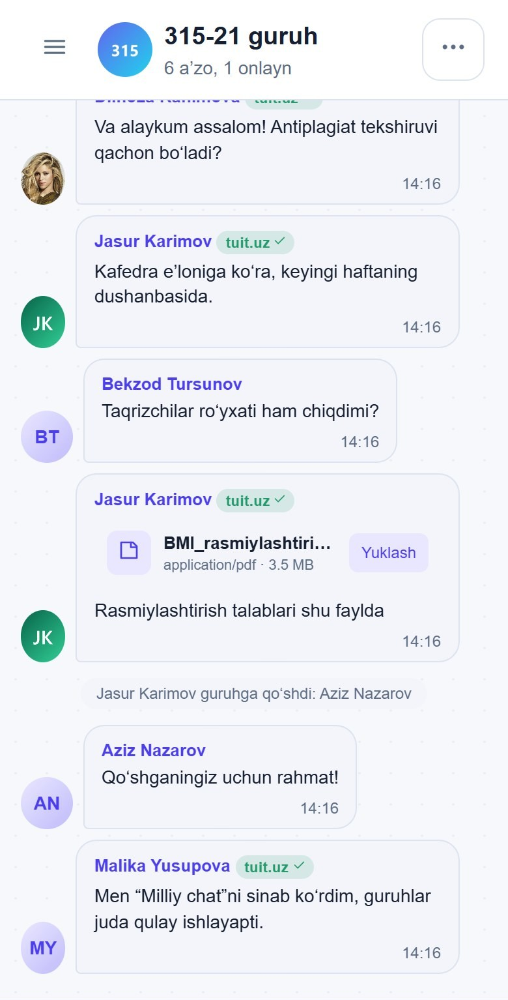 315
315-21 guruh
6 a’zo, 1 onlayn
•••
tuit.uz
Va alaykum assalom! Antiplagiat tekshiruvi
qachon bo‘ladi?
14:16
Jasur Karimov tuit.uz ✓
Kafedra e’loniga ko‘ra, keyingi haftaning
dushanbasida.
14:16
JK
Bekzod Tursunov
Taqrizchilar ro‘yxati ham chiqdimi?
14:16
BT
Jasur Karimov tuit.uz ✓
BMI_rasmiylashtiri…
application/pdf · 3.5 MB
Yuklash
Rasmiylashtirish talablari shu faylda
14:16
JK
Jasur Karimov guruhga qo‘shdi: Aziz Nazarov
Aziz Nazarov
Qo‘shganingiz uchun rahmat!
14:16
AN
Malika Yusupova tuit.uz ✓
Men “Milliy chat”ni sinab ko‘rdim, guruhlar
juda qulay ishlayapti.
14:16
MY